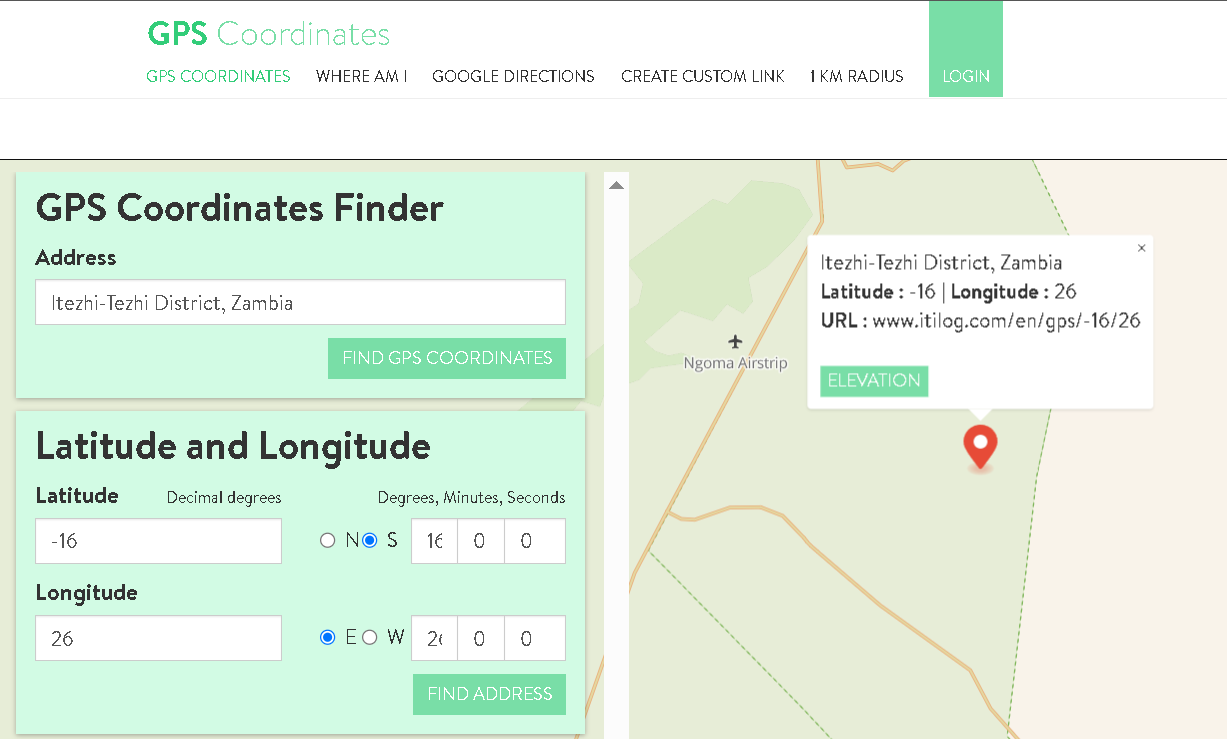 GPS Coordinates
GPS COORDINATES WHERE AM I GOOGLE DIRECTIONS CREATE CUSTOM LINK 1 KM RADIUS LOGIN
GPS Coordinates Finder
Address
Itezhi-Tezhi District, Zambia
FIND GPS COORDINATES
Latitude and Longitude
Latitude Decimal degrees Degrees, Minutes, Seconds
-16 N S 16 0 0
Longitude
26 E W 26 0 0
FIND ADDRESS
Itezhi-Tezhi District, Zambia
Latitude : -16 | Longitude : 26
URL : www.itilog.com/en/gps/-16/26
ELEVATION
Ngoma Airstrip